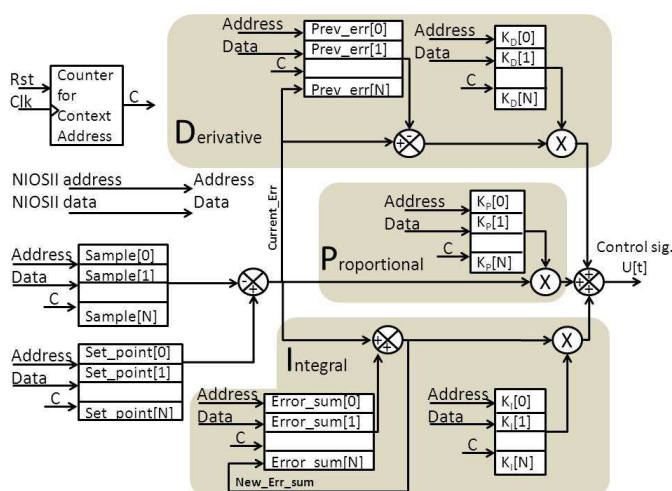 Rst
Clk
Counter
for
Context
Address
C
NIOSII address
Address
NIOSII data
Data
Address
Data
C
Prev_err[0]
Prev_err[1]
Prev_err[N]
Address
Data
C
K_D[0]
K_D[1]
K_D[N]
Derivative
- +
X
Current_Err
Address
Data
C
K_P[0]
K_P[1]
K_P[N]
Proportional
X
Control sig.
U[t]
+ + +
Address
Data
C
Sample[0]
Sample[1]
Sample[N]
- +
Address
Data
C
Set_point[0]
Set_point[1]
Set_point[N]
+ +
Integral
X
Address
Data
C
Error_sum[0]
Error_sum[1]
Error_sum[N]
New_Err_sum
Address
Data
C
K_I[0]
K_I[1]
K_I[N]